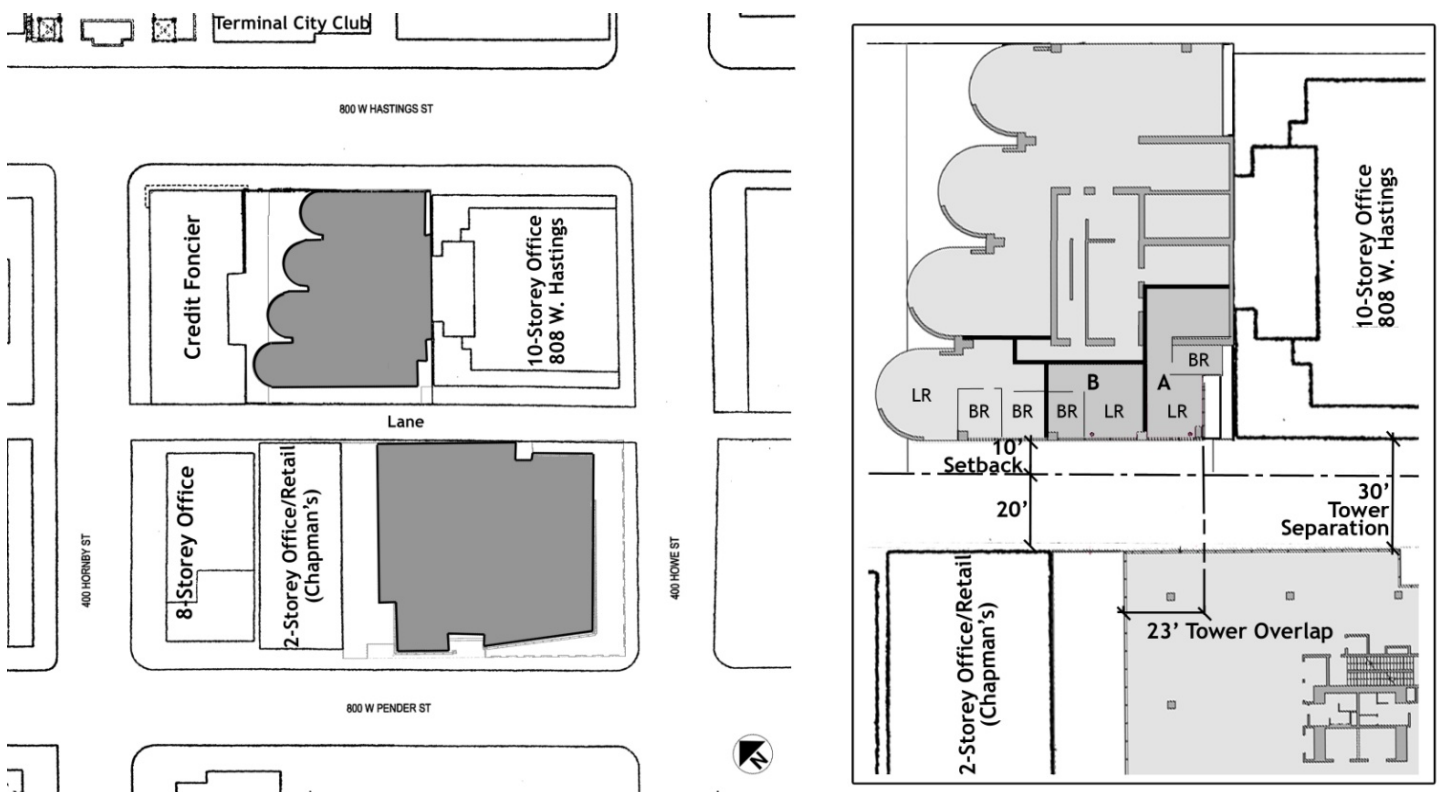 Terminal City Club
800 W HASTINGS ST
Credit Foncier
10-Storey Office
808 W. Hastings
Lane
400 HORNBY ST
8-Storey Office
2-Storey Office/Retail
(Chapman's)
400 HOWE ST
800 W PENDER ST
N
10-Storey Office
808 W. Hastings
BR
B
A
LR
BR
BR
BR
LR
LR
10'
Setback
20'
30'
Tower
Separation
23' Tower Overlap
2-Storey Office/Retail
(Chapman's)